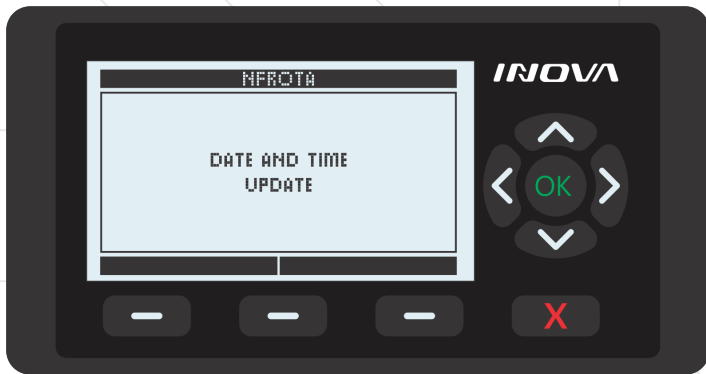 NFROTA
INOVA
DATE AND TIME
UPDATE
OK
X